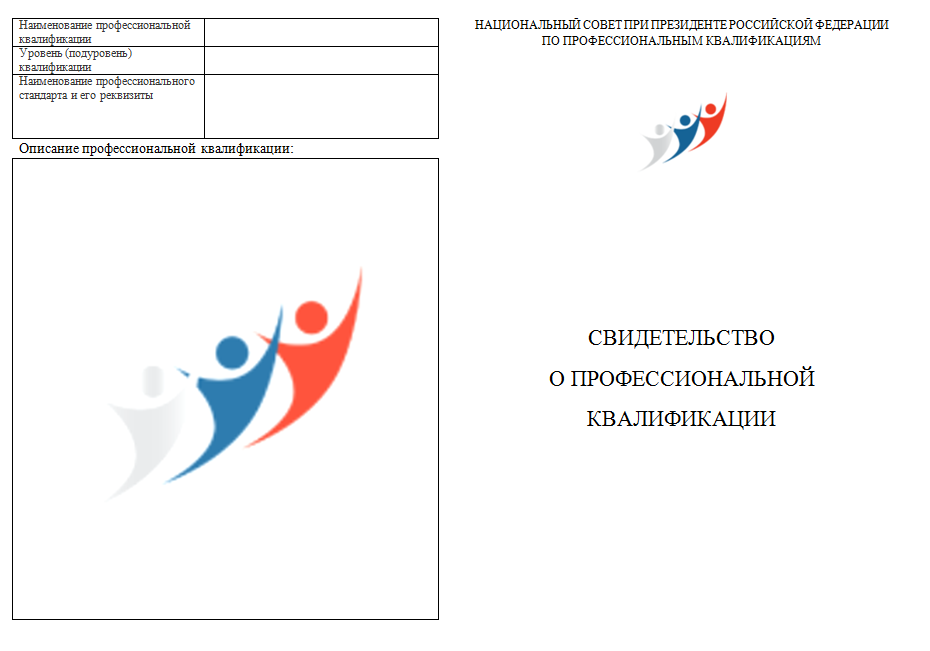 Наименование профессиональной
квалификации
Уровень (подуровень)
квалификации
Наименование профессионального
стандарта и его реквизиты
Описание профессиональной квалификации:
НАЦИОНАЛЬНЫЙ СОВЕТ ПРИ ПРЕЗИДЕНТЕ РОССИЙСКОЙ ФЕДЕРАЦИИ
ПО ПРОФЕССИОНАЛЬНЫМ КВАЛИФИКАЦИЯМ
СВИДЕТЕЛЬСТВО
О ПРОФЕССИОНАЛЬНОЙ
КВАЛИФИКАЦИИ